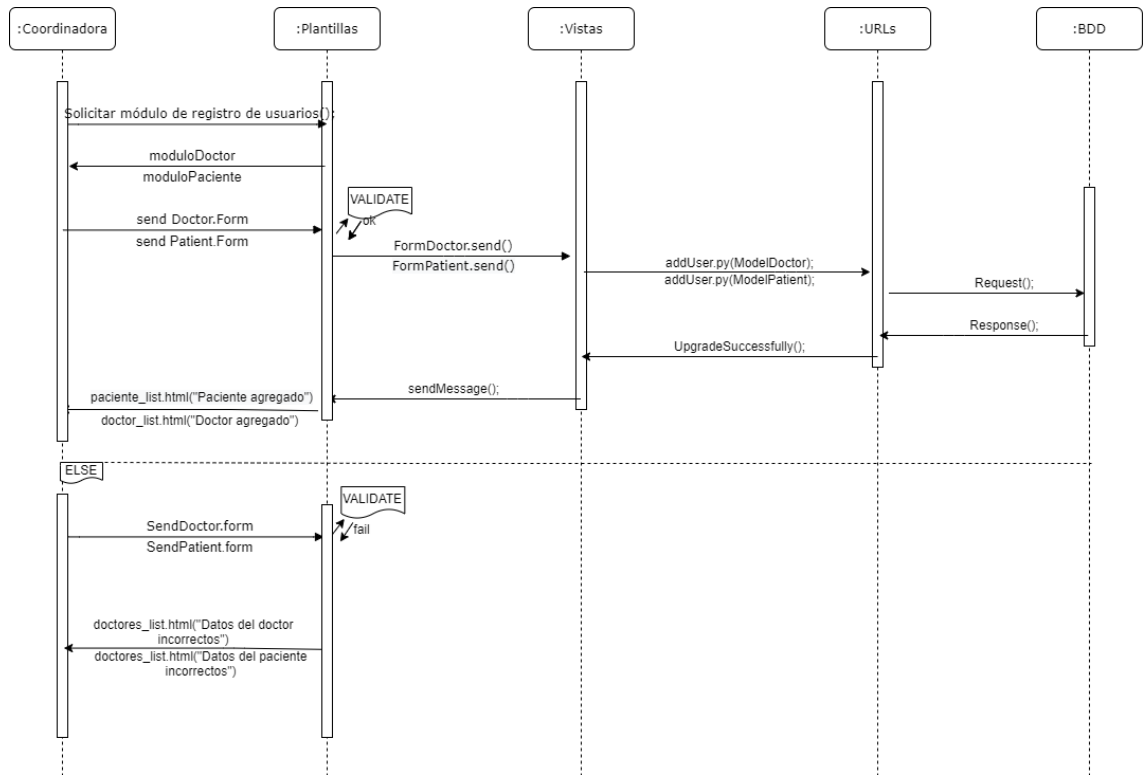 :Coordinadora
:Plantillas
:Vistas
:URLs
:BDD
Solicitar módulo de registro de usuarios();
moduloDoctor
moduloPaciente
VALIDATE
ok
send Doctor.Form
send Patient.Form
FormDoctor.send()
FormPatient.send()
addUser.py(ModelDoctor);
addUser.py(ModelPatient);
Request();
Response();
UpgradeSuccessfully();
sendMessage();
paciente_list.html("Paciente agregado")
doctor_list.html("Doctor agregado")
ELSE
VALIDATE
fail
SendDoctor.form
SendPatient.form
doctores_list.html("Datos del doctor
incorrectos")
doctores_list.html("Datos del paciente
incorrectos")